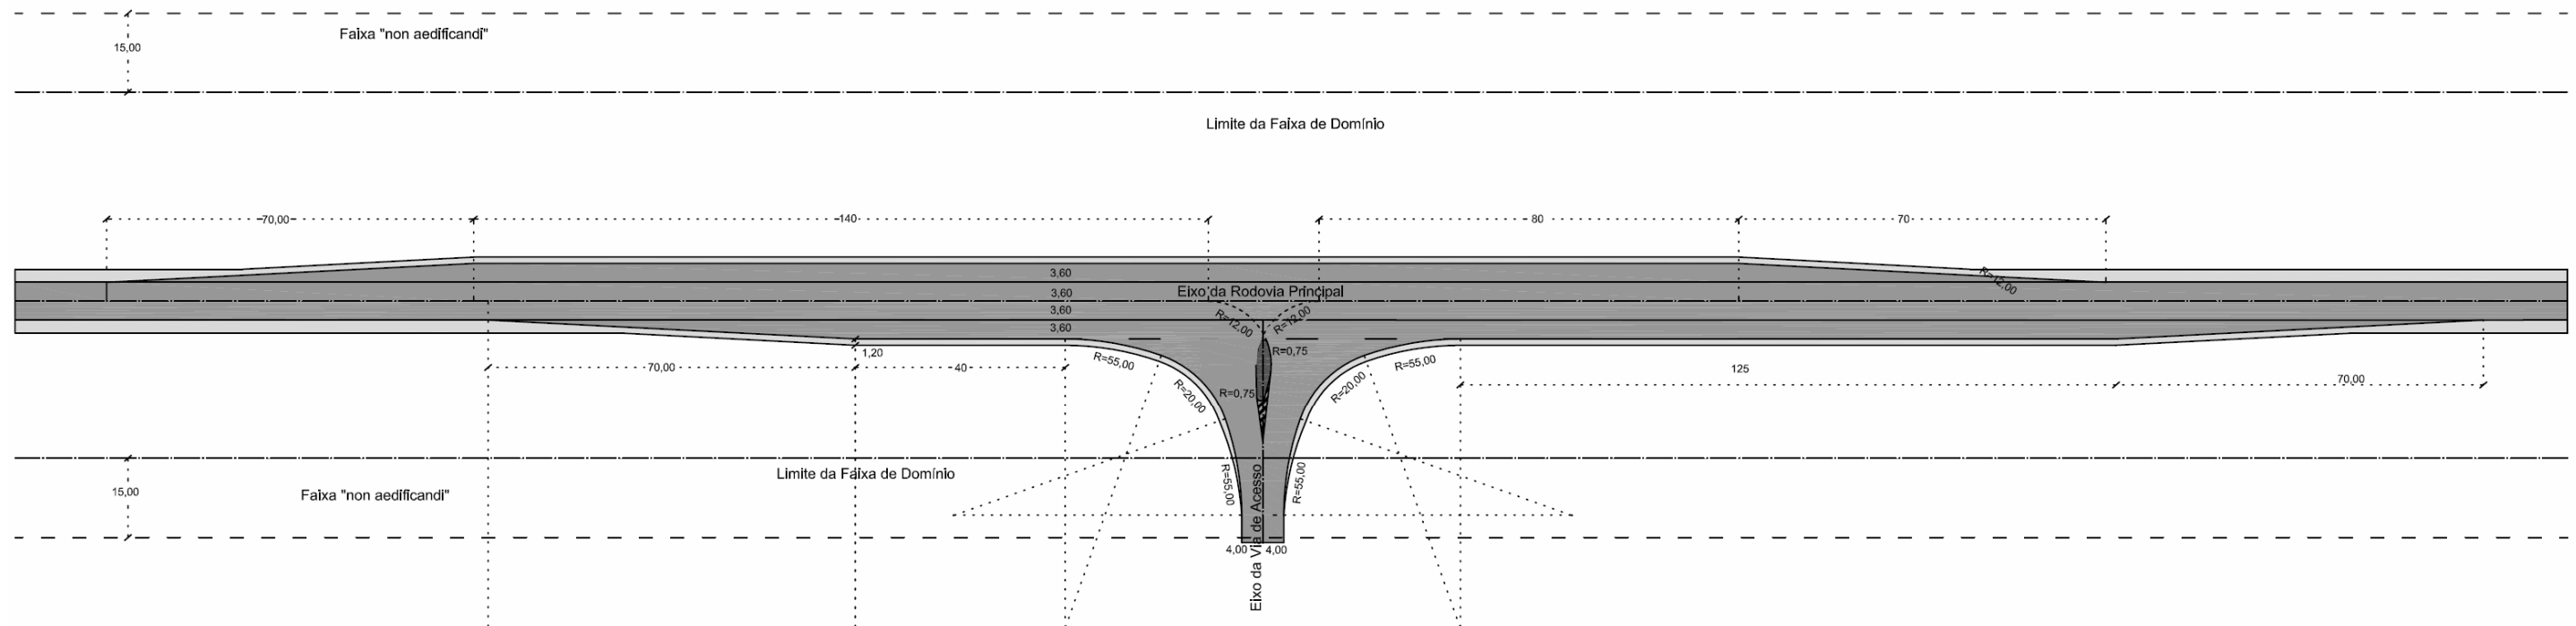 Faixa "non aedificandi"
15,00
Limite da Faixa de Domínio
70,00
140
80
70
3,60
R=12,00
3,60
Eixo da Rodovia Principal
3,60
R=12,00
R=12,00
3,60
1,20
R=0,75
70,00
40
R=55,00
R=55,00
125
70,00
R=20,00
R=0,75
R=20,00
Limite da Faixa de Domínio
15,00
Faixa "non aedificandi"
R=55,00
R=55,00
4,00
4,00
Eixo da Via de Acesso